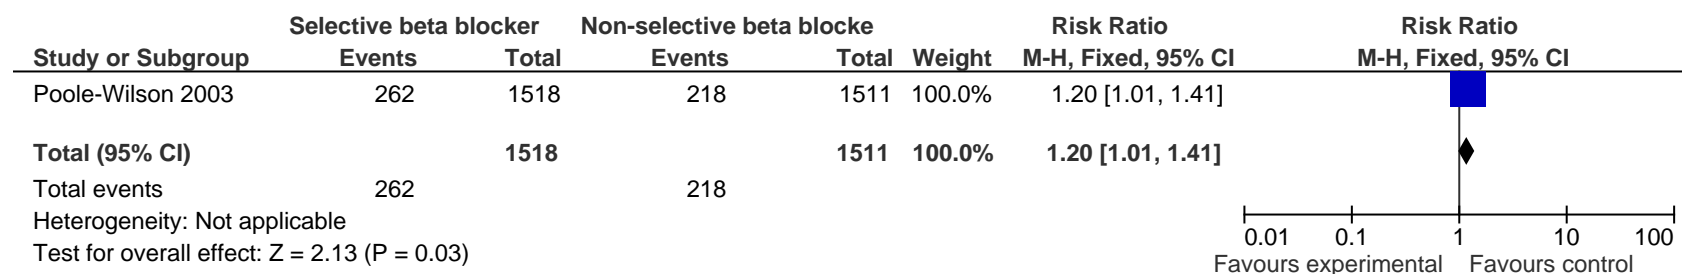 Selective beta blocker Non-selective beta blocke Risk Ratio Risk Ratio
Study or Subgroup Events Total Events Total Weight M-H, Fixed, 95% CI M-H, Fixed, 95% CI
Poole-Wilson 2003 262 1518 218 1511 100.0% 1.20 [1.01, 1.41]
Total (95% CI) 1518 1511 100.0% 1.20 [1.01, 1.41]
Total events 262 218
Heterogeneity: Not applicable
Test for overall effect: Z = 2.13 (P = 0.03)
0.01 0.1 1 10 100
Favours experimental Favours control